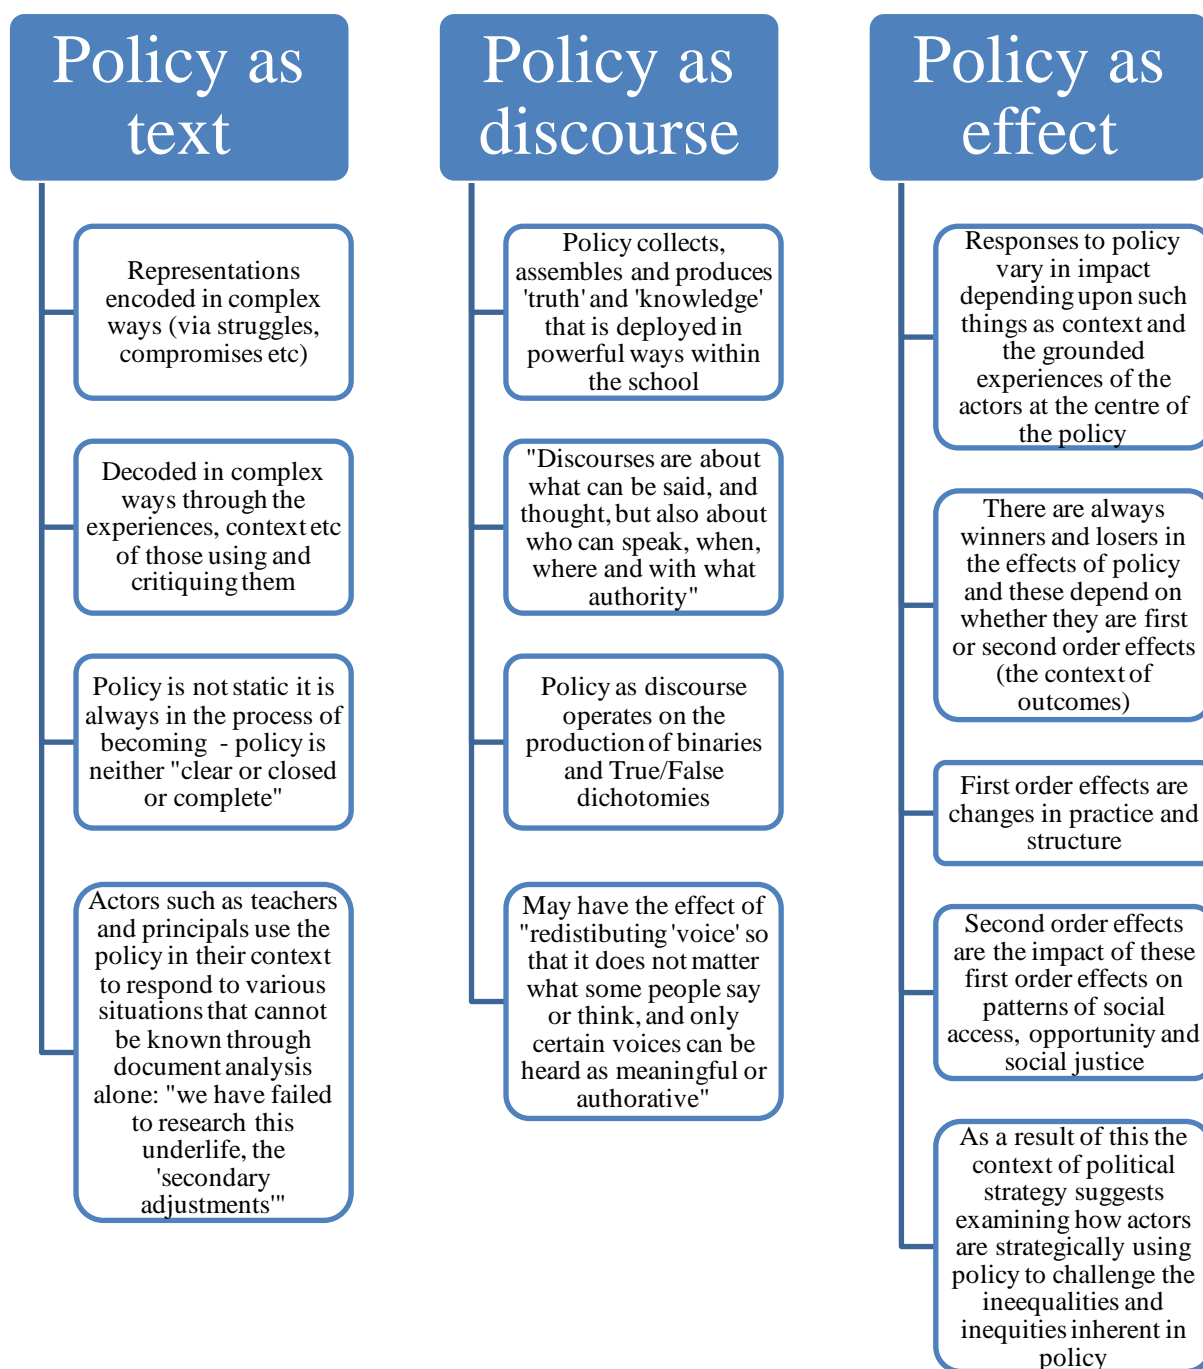 Policy as
text
Representations
encoded in complex
ways (via struggles,
compromises etc)
Decoded in complex
ways through the
experiences, context etc
of those using and
critiquing them
Policy is not static it is
always in the process of
becoming - policy is
neither "clear or closed
or complete"
Actors such as teachers
and principals use the
policy in their context
to respond to various
situations that cannot
be known through
document analysis
alone: "we have failed
to research this
underlife, the
'secondary
adjustments'"
Policy as
discourse
Policy collects,
assembles and produces
'truth' and 'knowledge'
that is deployed in
powerful ways within
the school
"Discourses are about
what can be said, and
thought, but also about
who can speak, when,
where and with what
authority"
Policy as discourse
operates on the
production of binaries
and True/False
dichotomies
May have the effect of
"redistibuting 'voice' so
that it does not matter
what some people say
or think, and only
certain voices can be
heard as meaningful or
authorative"
Policy as
effect
Responses to policy
vary in impact
depending upon such
things as context and
the grounded
experiences of the
actors at the centre of
the policy
There are always
winners and losers in
the effects of policy
and these depend on
whether they are first
or second order effects
(the context of
outcomes)
First order effects are
changes in practice and
structure
Second order effects
are the impact of these
first order effects on
patterns of social
access, opportunity and
social justice
As a result of this the
context of political
strategy suggests
examining how actors
are strategically using
policy to challenge the
ineequalities and
inequities inherent in
policy